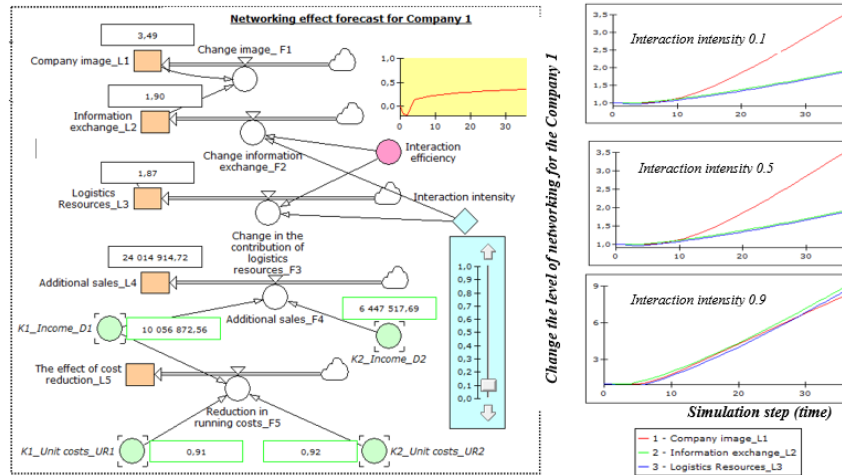 Networking effect forecast for Company 1
3,49
Change image_ F1
Company image_L1
1,90
Information
exchange_L2
Change information
exchange_F2
1,0
0,5
0,0
0
10
20
30
Interaction
efficiency
1,87
Logistics
Resources_L3
Interaction intensity
Change in the
contribution of
logistics
resources_F3
24 014 914,72
Additional sales_L4
Additional sales_F4
6 447 517,69
K1_Income_D1
10 056 872,56
K2_Income_D2
The effect of cost
reduction_L5
Reduction in
running costs_F5
K1_Unit costs_UR1
0,91
0,92
K2_Unit costs_UR2
1,0
0,9
0,8
0,7
0,6
0,5
0,4
0,3
0,2
0,1
0,0
Change the level of networking for the Company 1
3,5
3,0
2,5
2,0
1,5
1,0
Interaction intensity 0.1
0
10
20
30
3,5
3,0
2,5
2,0
1,5
1,0
Interaction intensity 0.5
0
10
20
30
9
6
3
Interaction intensity 0.9
0
10
20
30
Simulation step (time)
1 - Company image_L1
2 - Information exchange_L2
3 - Logistics Resources_L3